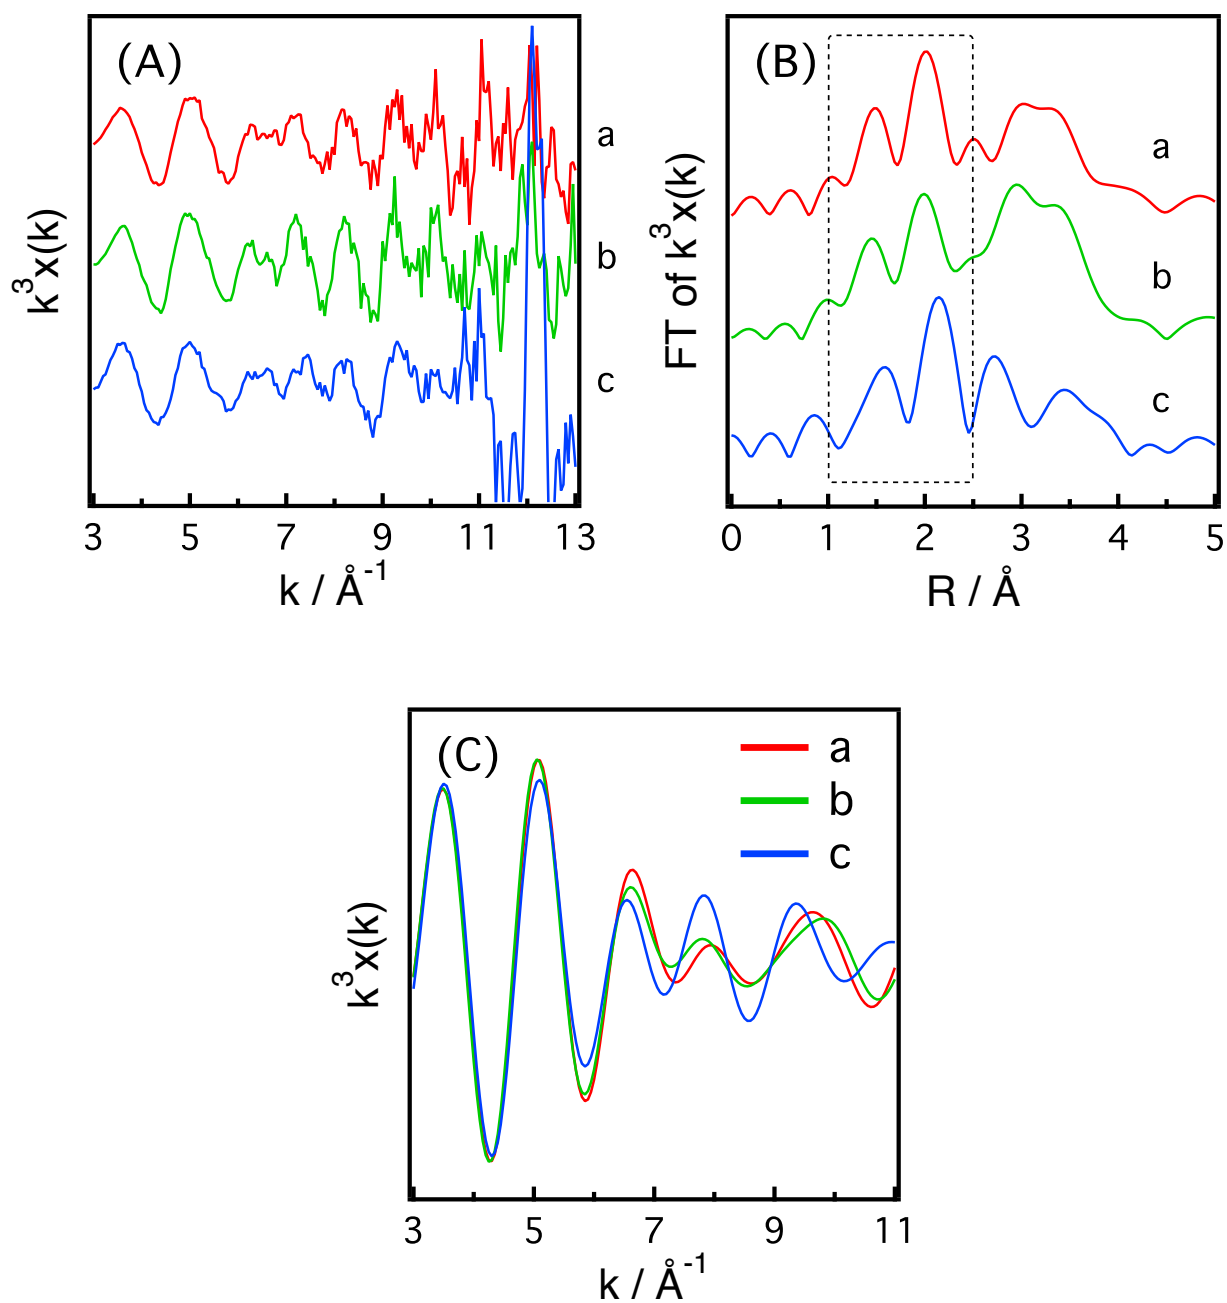 (A)
a
b
c
k³x(k)
3 5 7 9 11 13
k / Å⁻¹
(B)
a
b
c
FT of k³x(k)
0 1 2 3 4 5
R / Å
(C)
a
b
c
k³x(k)
3 5 7 9 11
k / Å⁻¹